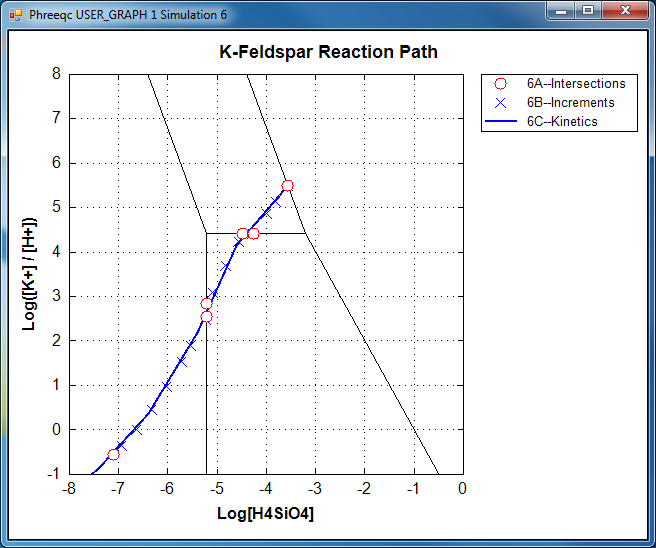 Phreeqc USER_GRAPH 1 Simulation 6
K-Feldspar Reaction Path
6A--Intersections
6B--Increments
6C--Kinetics
Log([K+] / [H+])
8
7
6
5
4
3
2
1
0
-1
-8 -7 -6 -5 -4 -3 -2 -1 0
Log[H4SiO4]